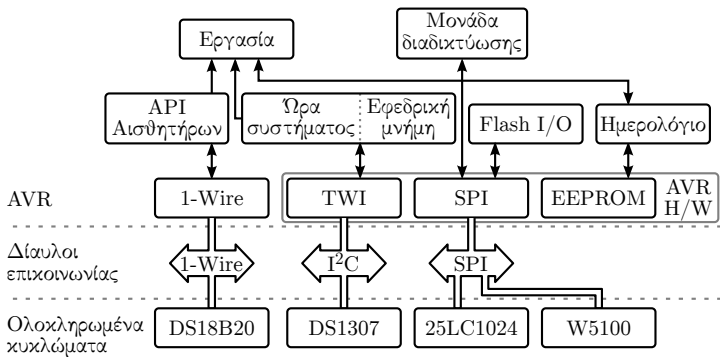 Εργασία
Μονάδα
διαδικτύωσης
API
Αισθητήρων
Ώρα
συστήματος
Εφεδρική
μνήμη
Flash I/O
Ημερολόγιο
AVR
1-Wire
TWI
SPI
EEPROM
AVR
H/W
Δίαυλοι
επικοινωνίας
1-Wire
I²C
SPI
Ολοκληρωμένα
κυκλώματα
DS18B20
DS1307
25LC1024
W5100